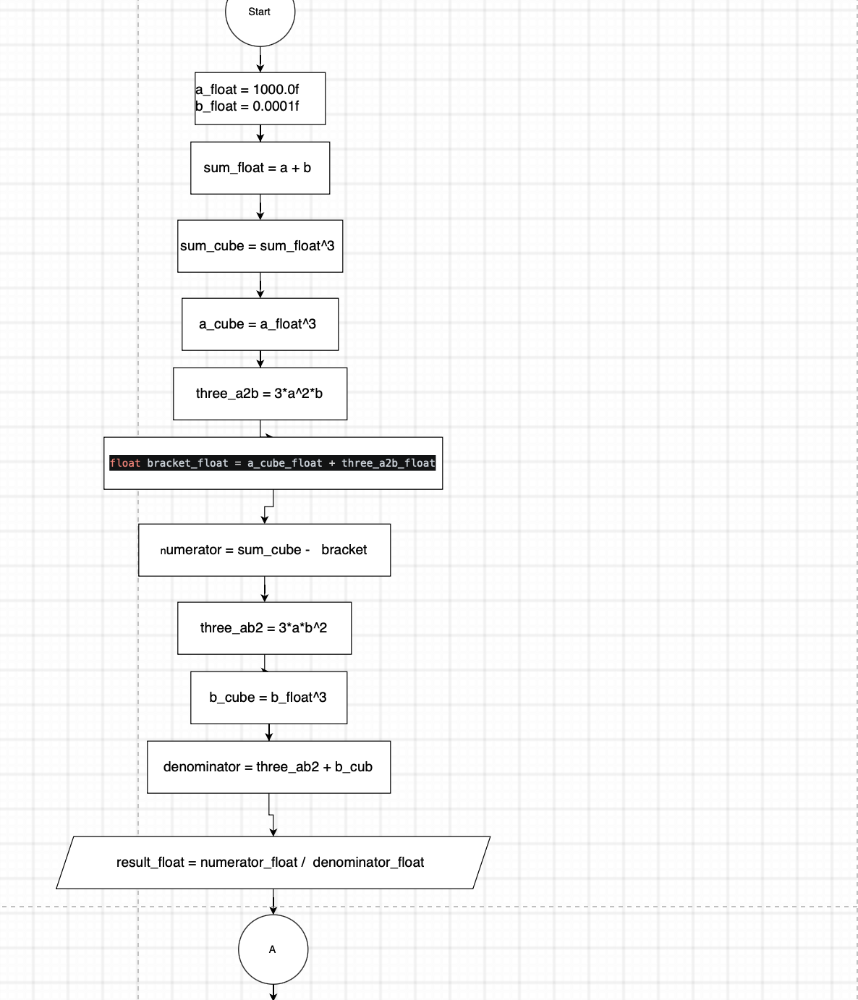 Start
a_float = 1000.0f
b_float = 0.0001f
sum_float = a + b
sum_cube = sum_float^3
a_cube = a_float^3
three_a2b = 3*a^2*b
float bracket_float = a_cube_float + three_a2b_float
numerator = sum_cube - bracket
three_ab2 = 3*a*b^2
b_cube = b_float^3
denominator = three_ab2 + b_cub
result_float = numerator_float / denominator_float
A